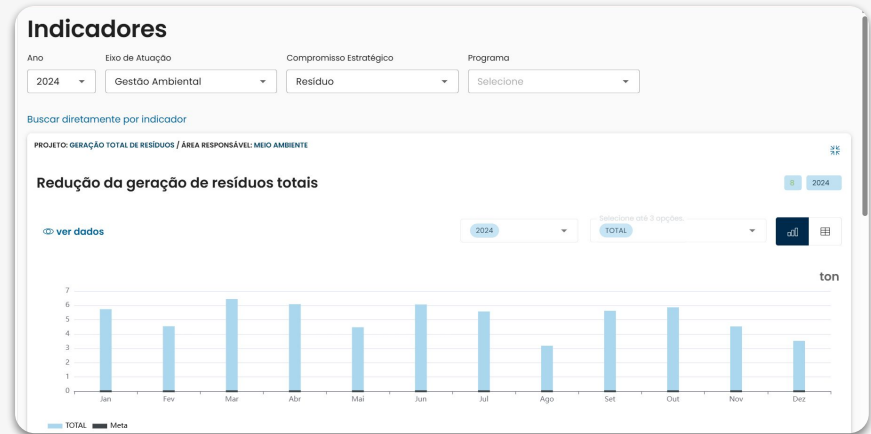 Indicadores
Ano Eixo de Atuação Compromisso Estratégico Programa
2024 Gestão Ambiental Resíduo Selecione
Buscar diretamente por indicador
PROJETO: GERAÇÃO TOTAL DE RESÍDUOS / ÁREA RESPONSÁVEL: MEIO AMBIENTE
Redução da geração de resíduos totais
2024
ver dados
Selecione até 3 opções
2024 TOTAL
ton
7
6
5
4
3
2
1
0
Jan Fev Mar Abr Mai Jun Jul Ago Set Out Nov Dez
TOTAL Meta